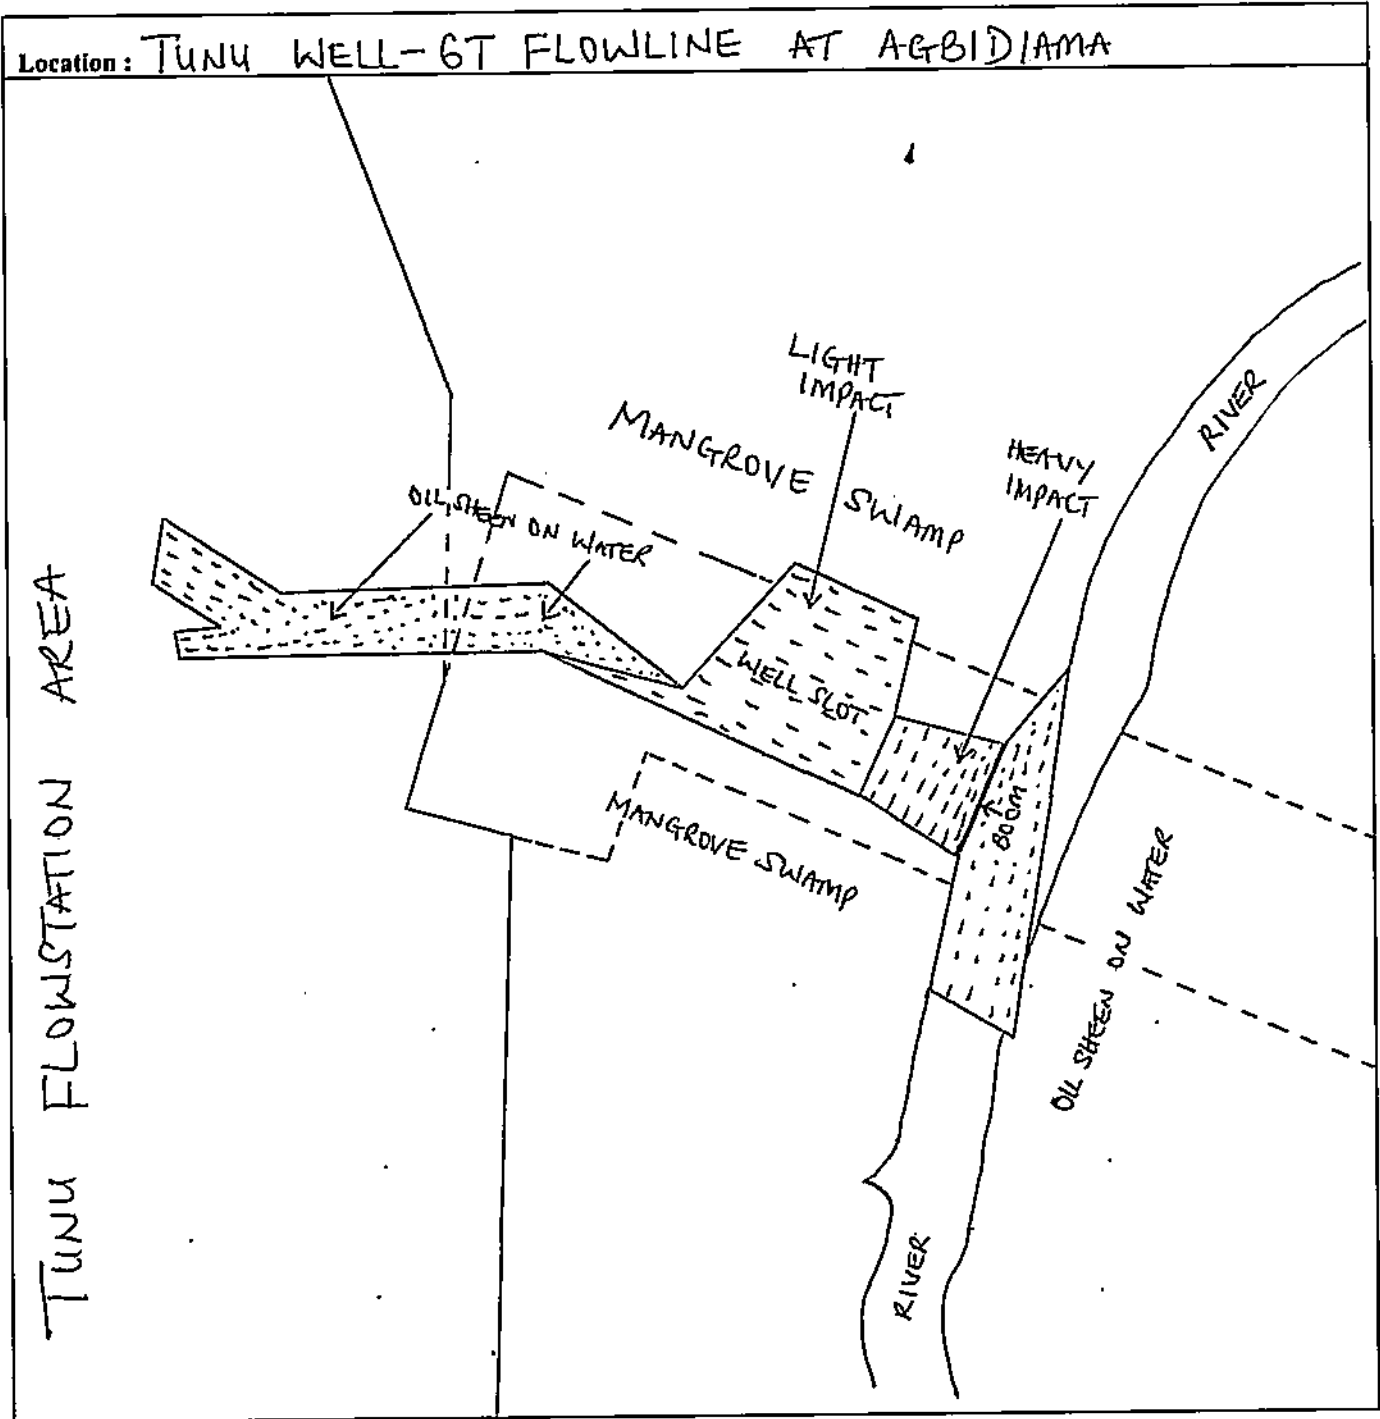 Location : TUNU WELL-6T FLOWLINE AT AGBIDIAMA
LIGHT
IMPACT
MANGROVE SWAMP
HEAVY
IMPACT
RIVER
OIL SHEEN ON WATER
WELL SLOT
BOOM
MANGROVE SWAMP
OIL SHEEN ON WATER
RIVER
TUNU FLOWSTATION AREA